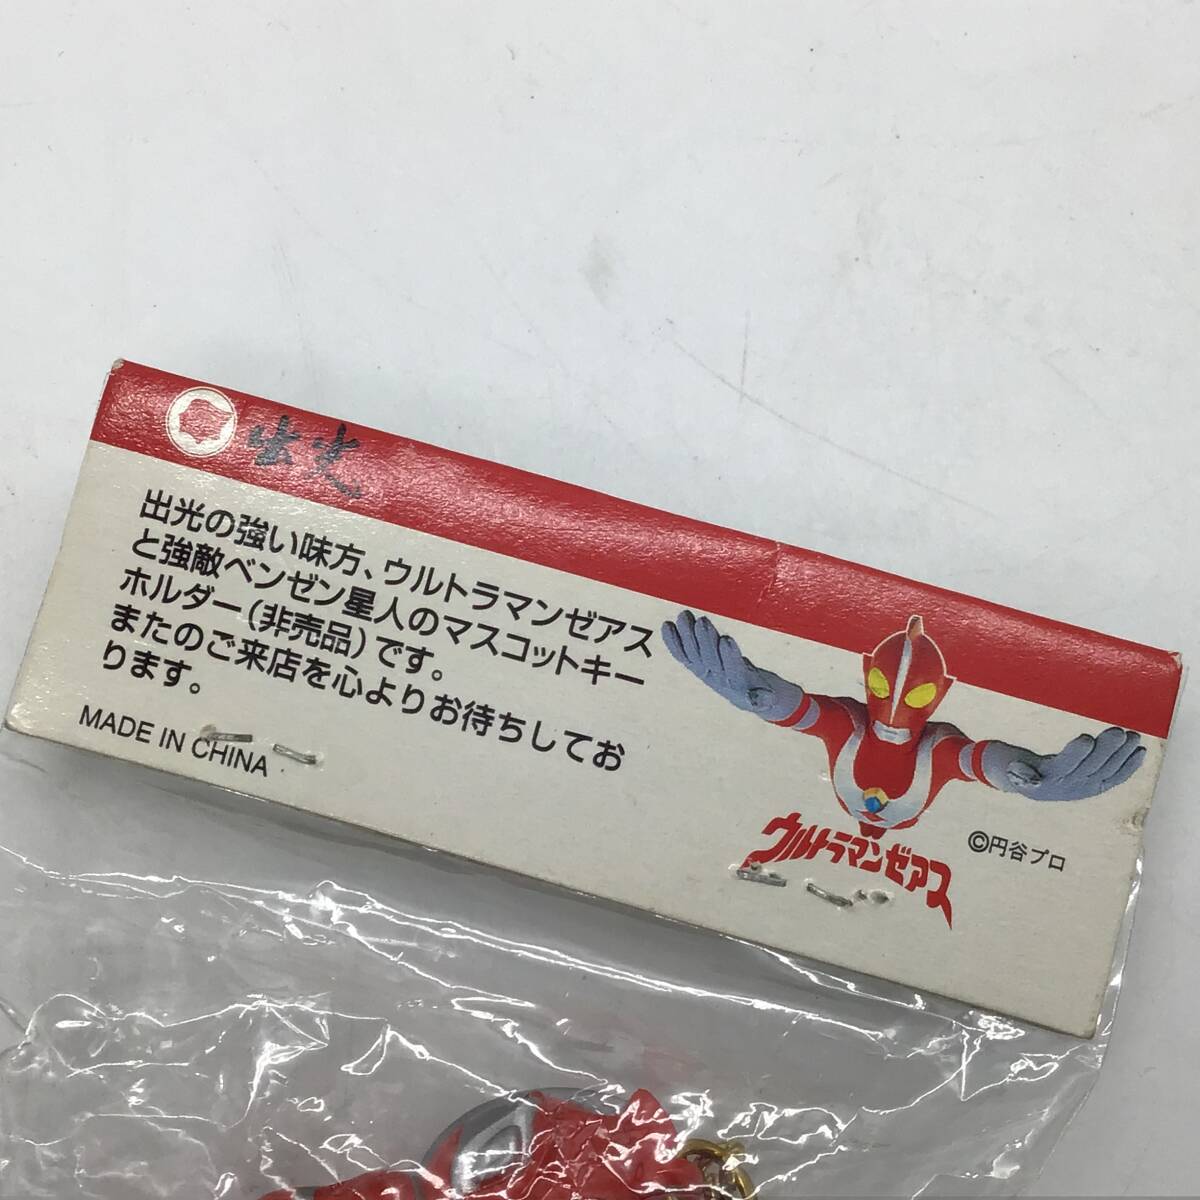 出光
出光の強い味方、ウルトラマンゼアス
と強敵ベンゼン星人のマスコットキー
ホルダー(非売品)です。
またのご来店を心よりお待ちしてお
ります。
MADE IN CHINA
ウルトラマンゼアス
©円谷プロ